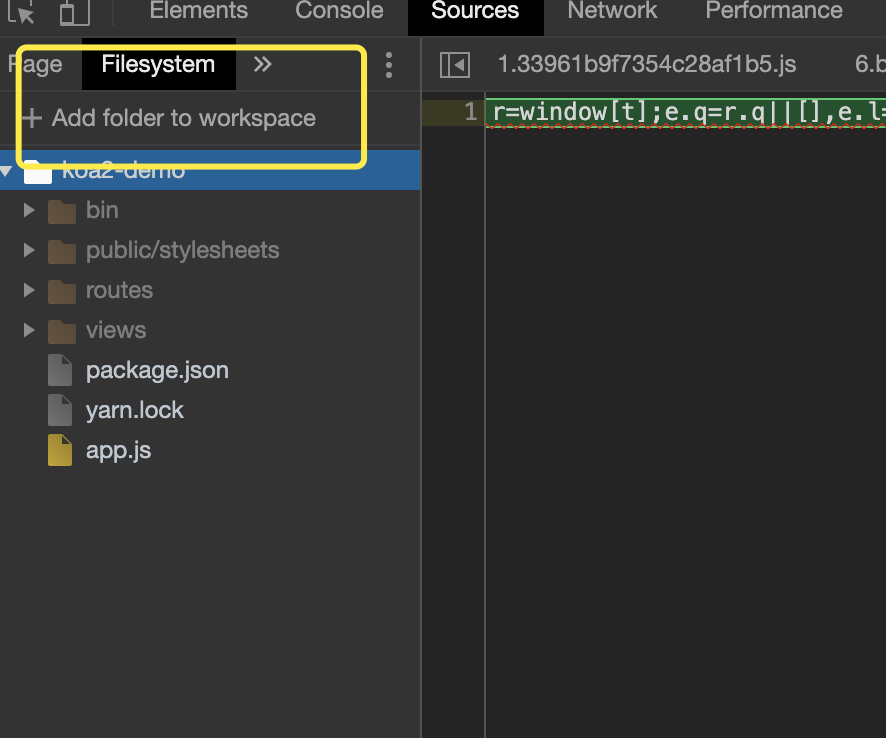 Elements Console Sources Network Performance
Page Filesystem 1.33961b9f7354c28af1b5.js 6.b
+ Add folder to workspace
1 r=window[t];e.q=r.q||[],e.l=
koa2-demo
bin
public/stylesheets
routes
views
package.json
yarn.lock
app.js